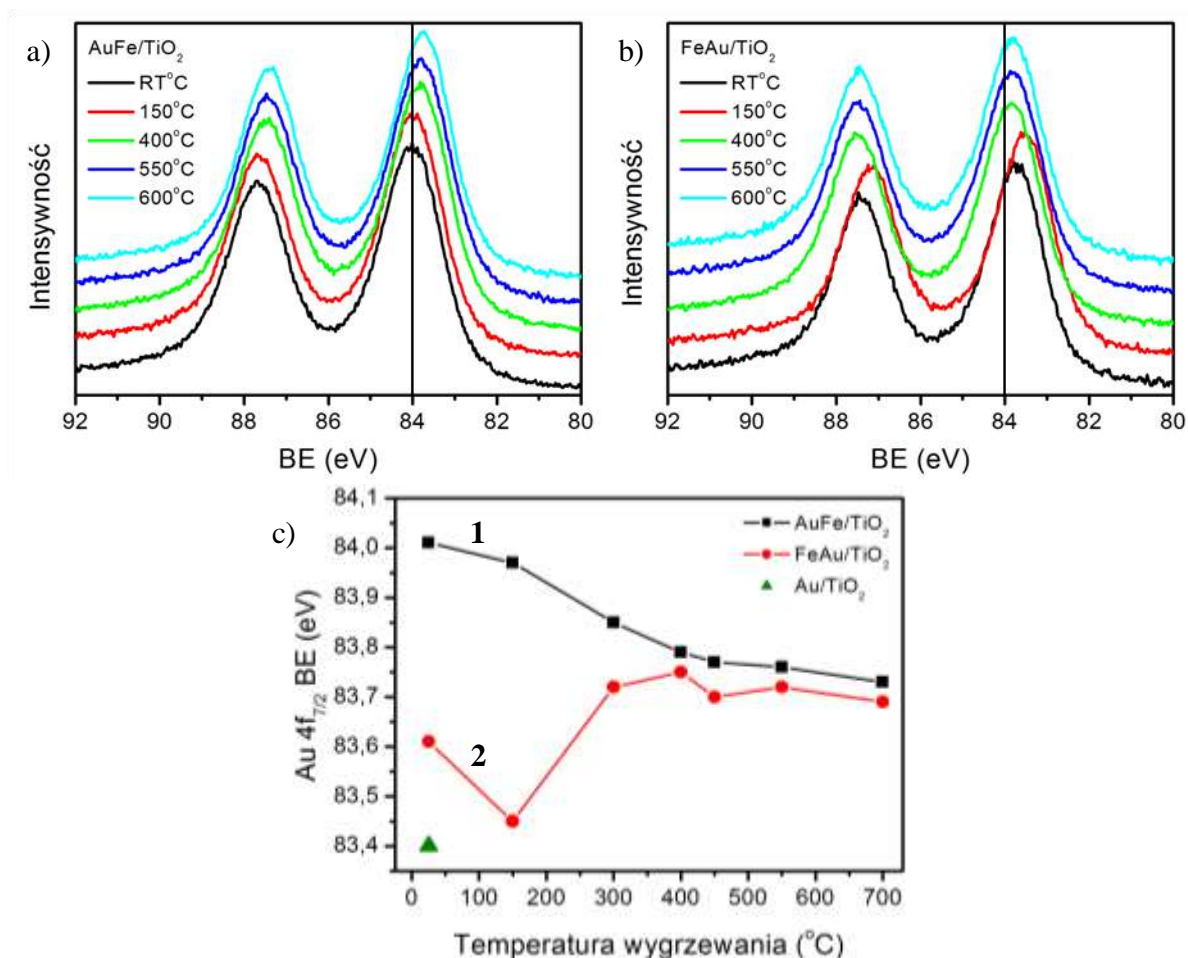 a)
AuFe/TiO₂
RT°C
150°C
400°C
550°C
600°C
Intensywność
92 90 88 86 84 82 80
BE (eV)
b)
FeAu/TiO₂
RT°C
150°C
400°C
550°C
600°C
Intensywność
92 90 88 86 84 82 80
BE (eV)
c)
84,1
84,0
83,9
83,8
83,7
83,6
83,5
83,4
Au 4f₇/₂ BE (eV)
1
2
AuFe/TiO₂
FeAu/TiO₂
Au/TiO₂
0 100 200 300 400 500 600 700
Temperatura wygrzewania (°C)